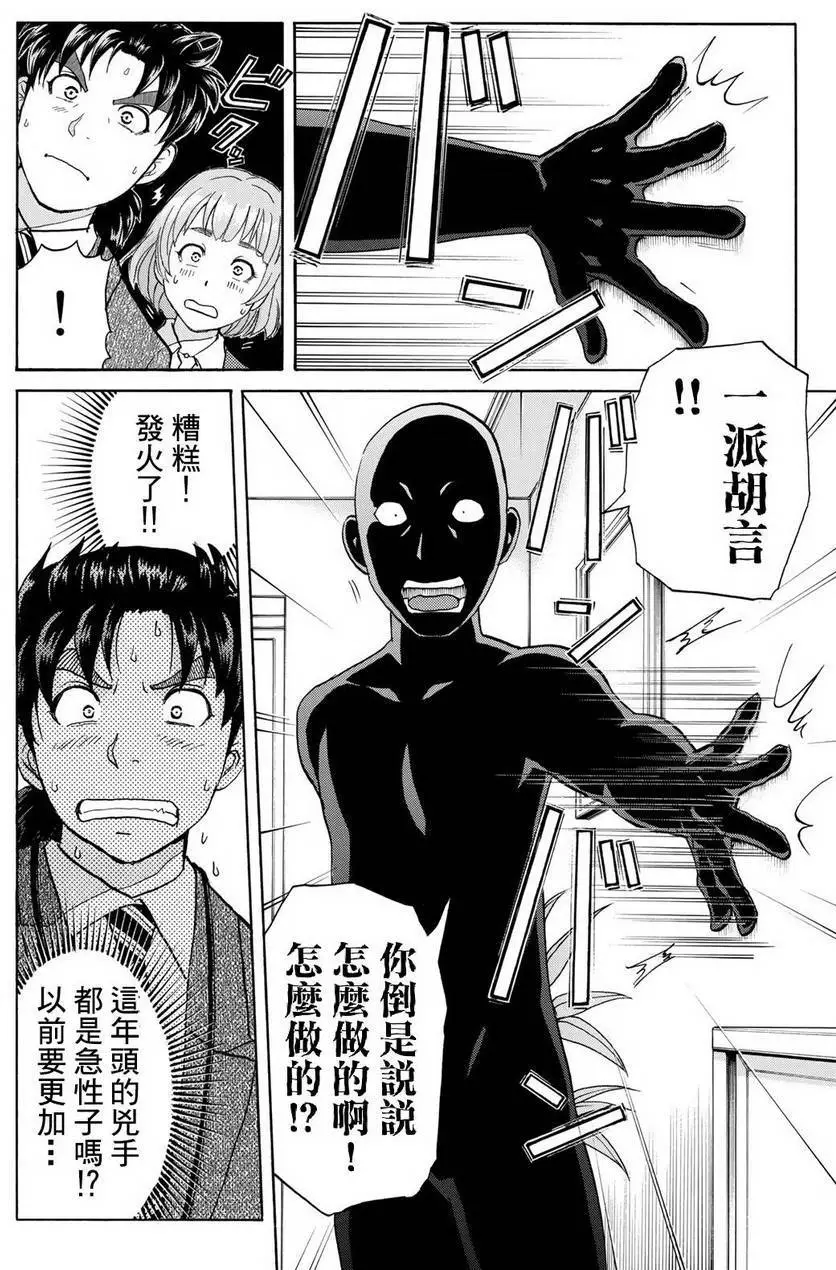 ビクッ
！
一派胡言
!!
糟糕！
發火了!!
你倒是説説
怎麼做的啊！
怎麼做的!?
這年頭的兇手
都是急性子嗎!?
以前要更加…